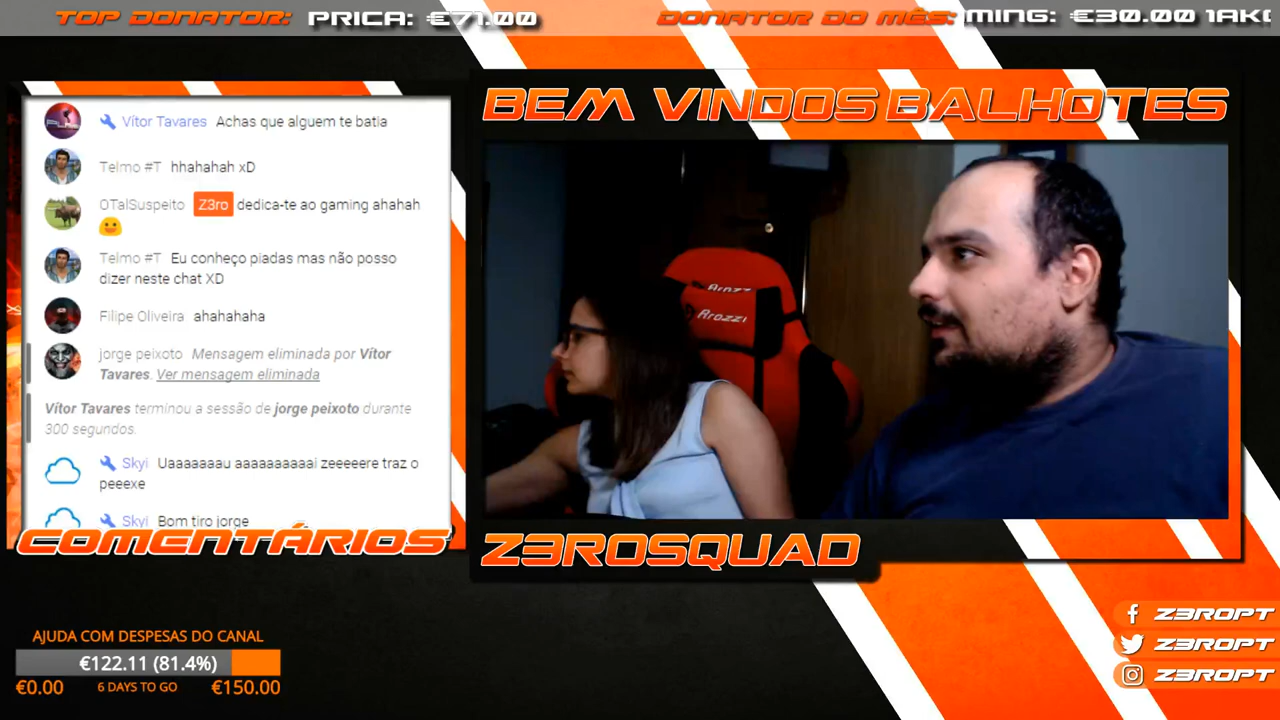 TOP DONATOR: PRICA: €71.00
DONATOR DO MÊS: MING: €30.00
BEM VINDOS BALHOTES
Vítor Tavares Achas que alguem te batia
Telmo #T hhahahah xD
OTalSuspeito Z3ro dedica-te ao gaming ahahah
Telmo #T Eu conheço piadas mas não posso
dizer neste chat XD
Filipe Oliveira ahahahaha
jorge peixoto Mensagem eliminada por Vítor
Tavares. Ver mensagem eliminada
Vítor Tavares terminou a sessão de jorge peixoto durante
300 segundos.
Skyi Uaaaaaaau aaaaaaaaaai zeeeeere traz o
peeexe
Skyi Bom tiro jorge
COMENTÁRIOS
Arozzi
Z3ROSQUAD
AJUDA COM DESPESAS DO CANAL
€122.11 (81.4%)
€0.00 6 DAYS TO GO €150.00
Z3ROPT
Z3ROPT
Z3ROPT